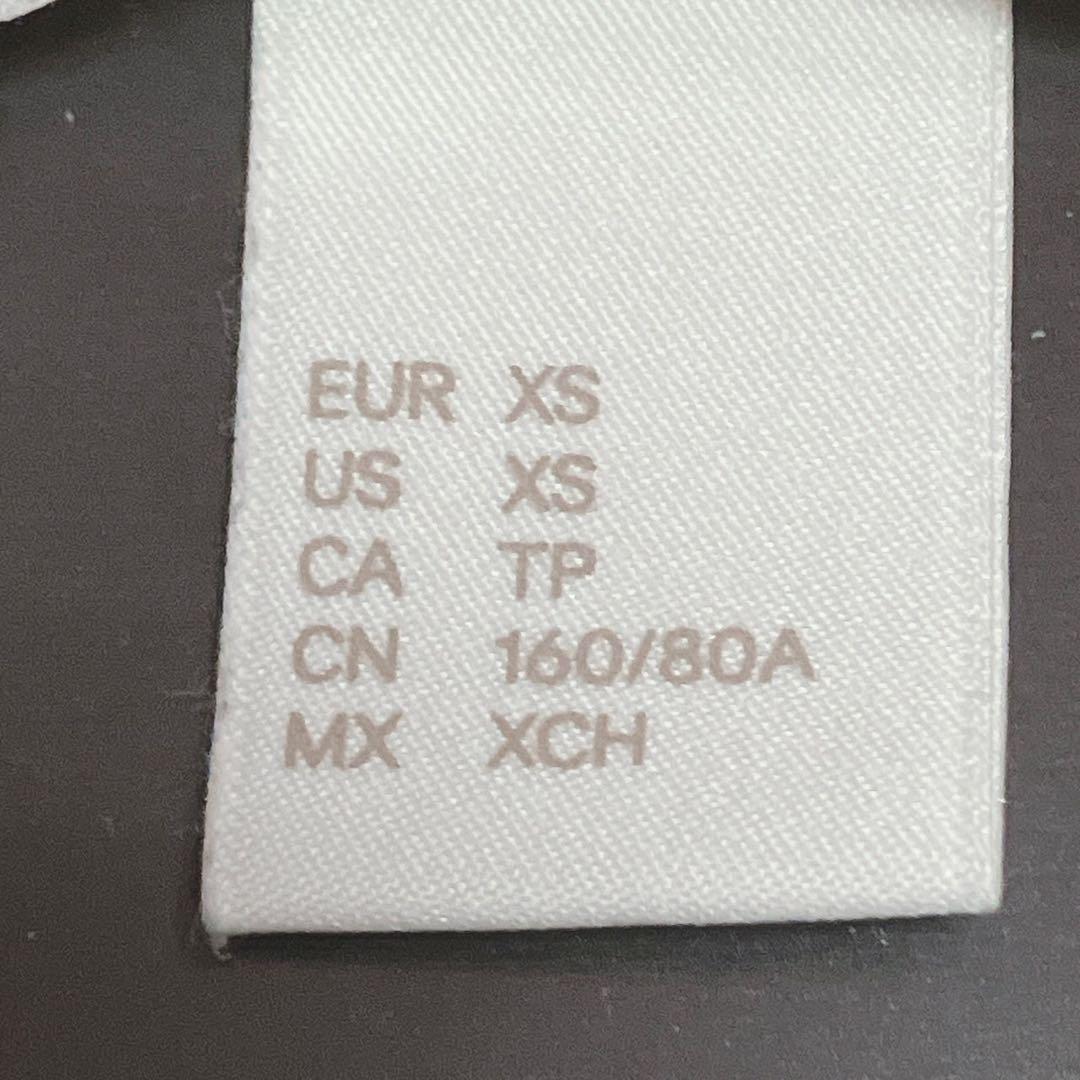 EUR XS
US XS
CA TP
CN 160/80A
MX XCH